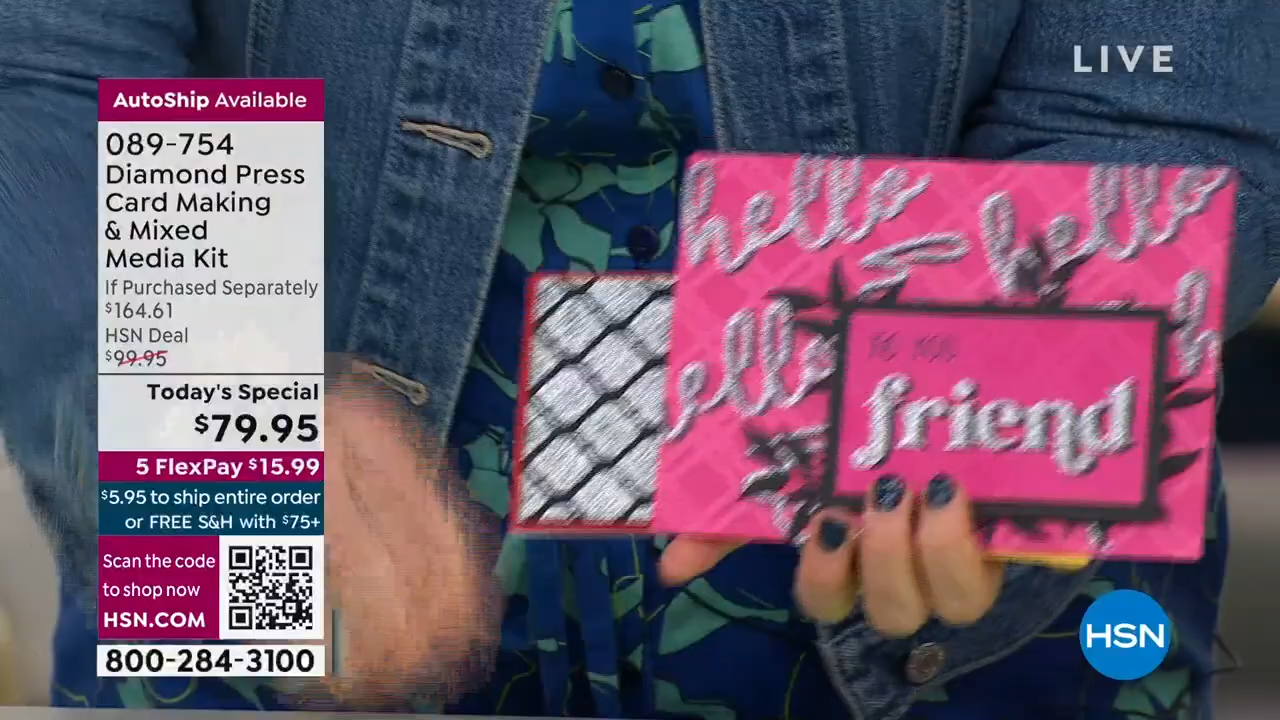 LIVE
AutoShip Available
089-754
Diamond Press
Card Making
& Mixed
Media Kit
If Purchased Separately
$164.61
HSN Deal
$99.95
Today's Special
$79.95
5 FlexPay $15.99
$5.95 to ship entire order
or FREE S&H with $75+
Scan the code
to shop now
HSN.COM
800-284-3100
hello
hello
ello
h
friend
HSN